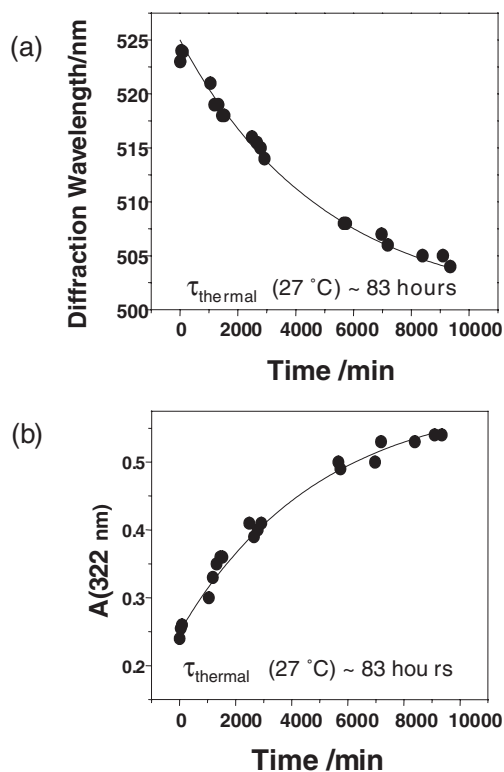 (a)
Diffraction Wavelength/nm
525
520
515
510
505
500
τthermal (27 °C) ~ 83 hours
0 2000 4000 6000 8000 10000
Time /min
(b)
A(322 nm)
0.5
0.4
0.3
0.2
τthermal (27 °C) ~ 83 hou rs
0 2000 4000 6000 8000 10000
Time /min